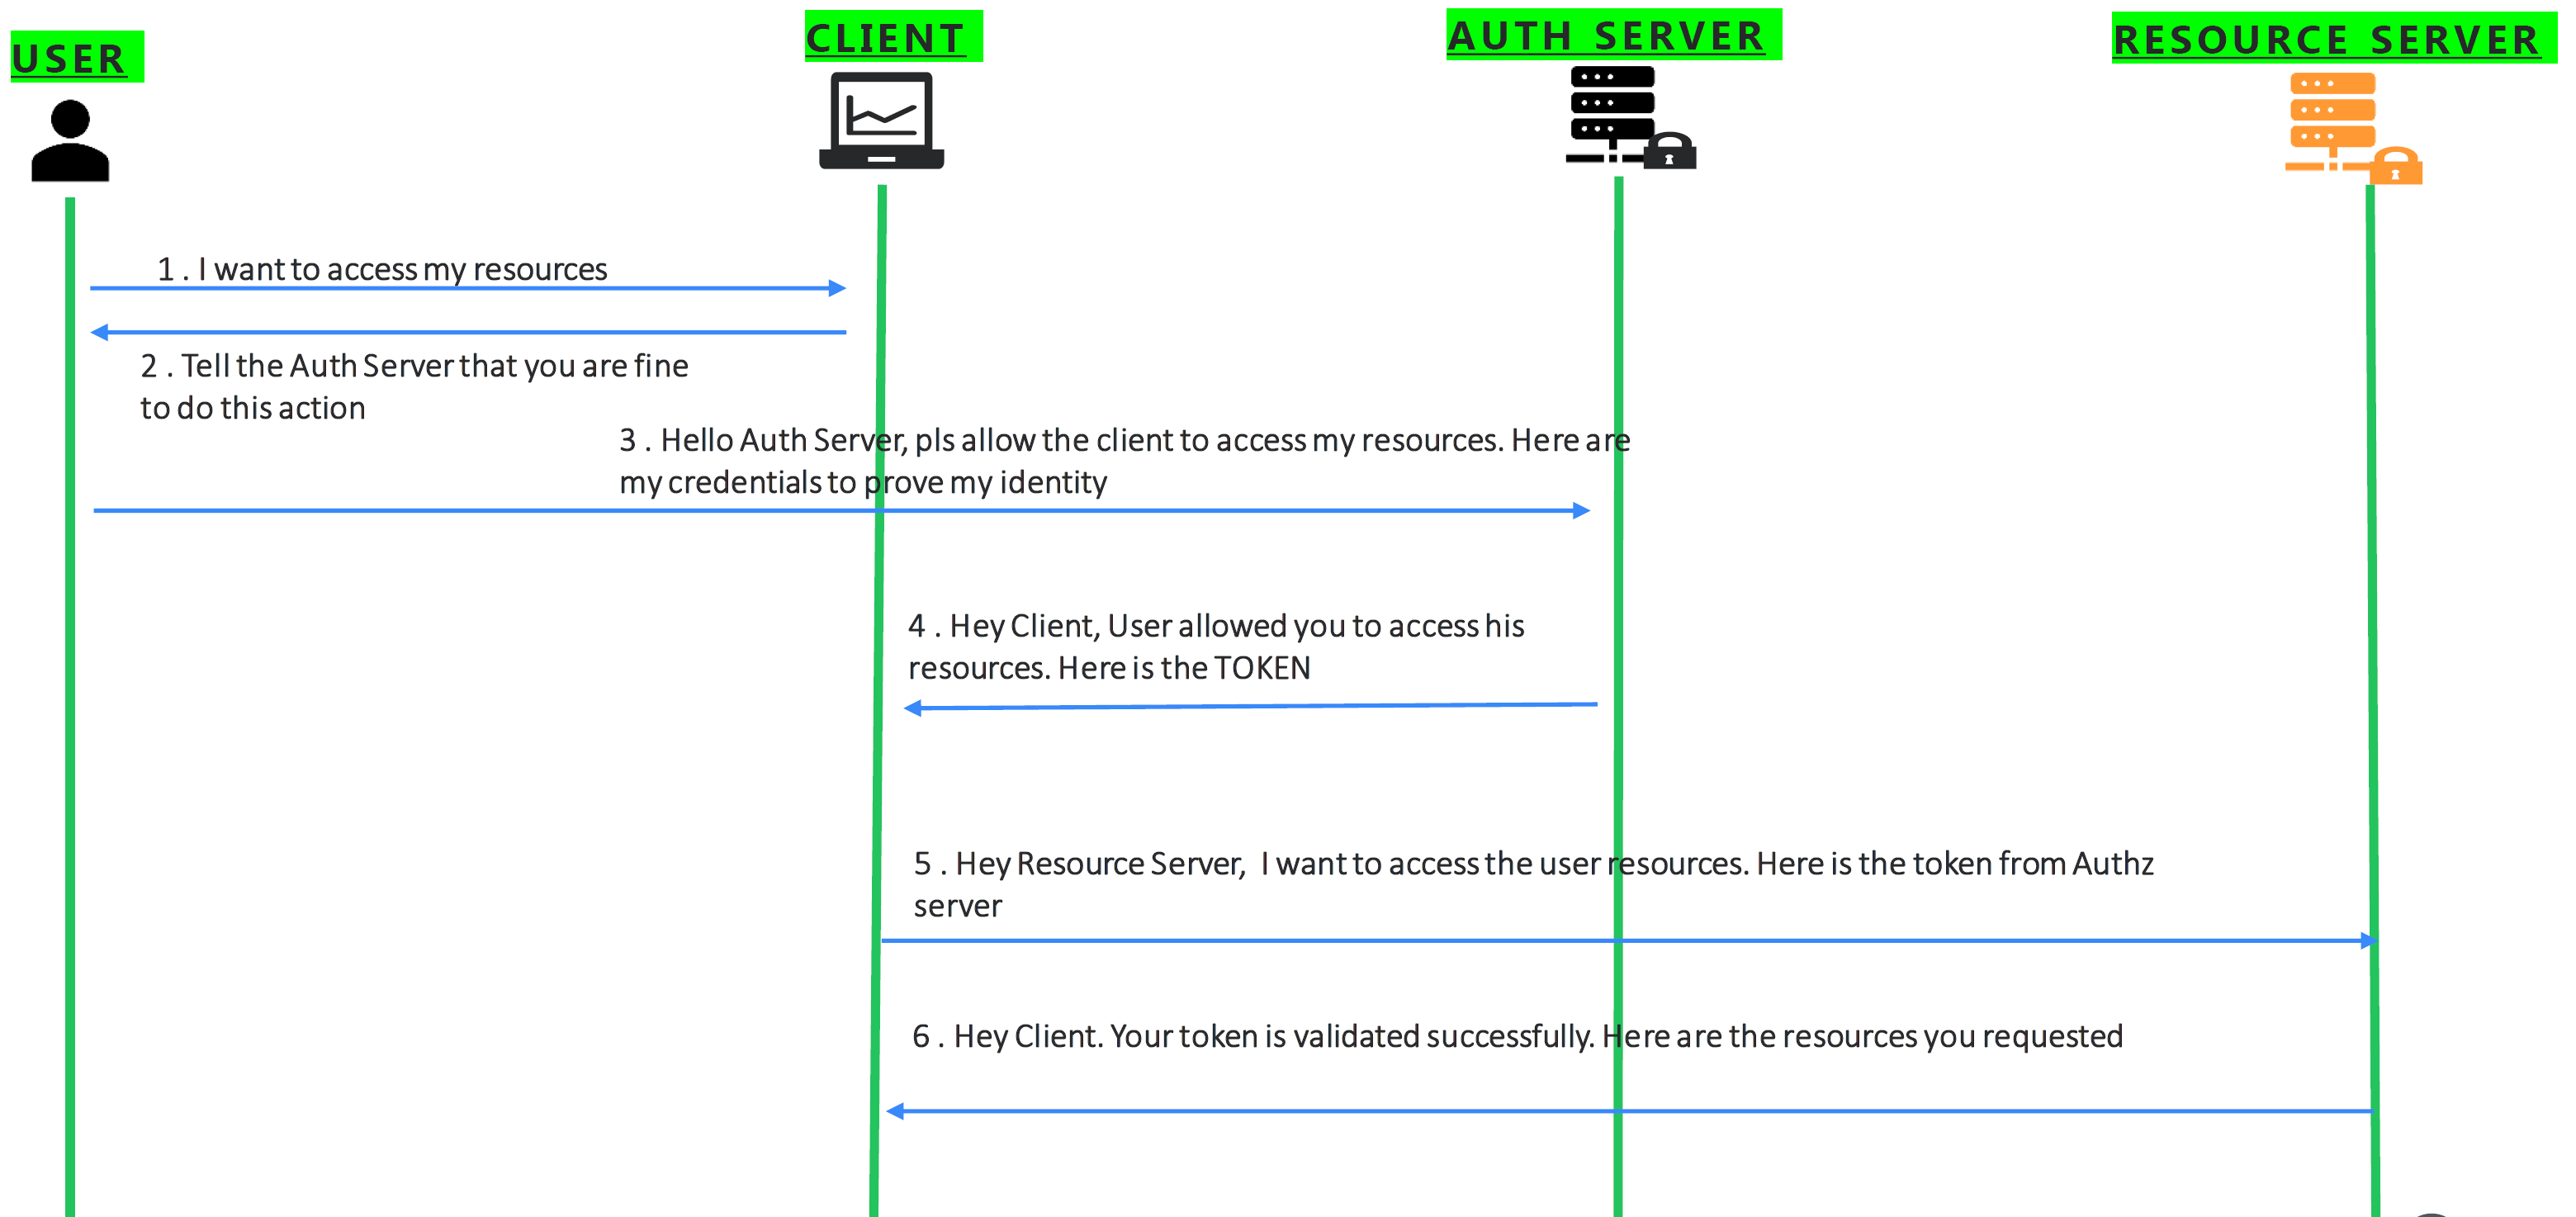 USER
CLIENT
AUTH SERVER
RESOURCE SERVER
1 . I want to access my resources
2 . Tell the Auth Server that you are fine
to do this action
3 . Hello Auth Server, pls allow the client to access my resources. Here are
my credentials to prove my identity
4 . Hey Client, User allowed you to access his
resources. Here is the TOKEN
5 . Hey Resource Server, I want to access the user resources. Here is the token from Authz
server
6 . Hey Client. Your token is validated successfully. Here are the resources you requested